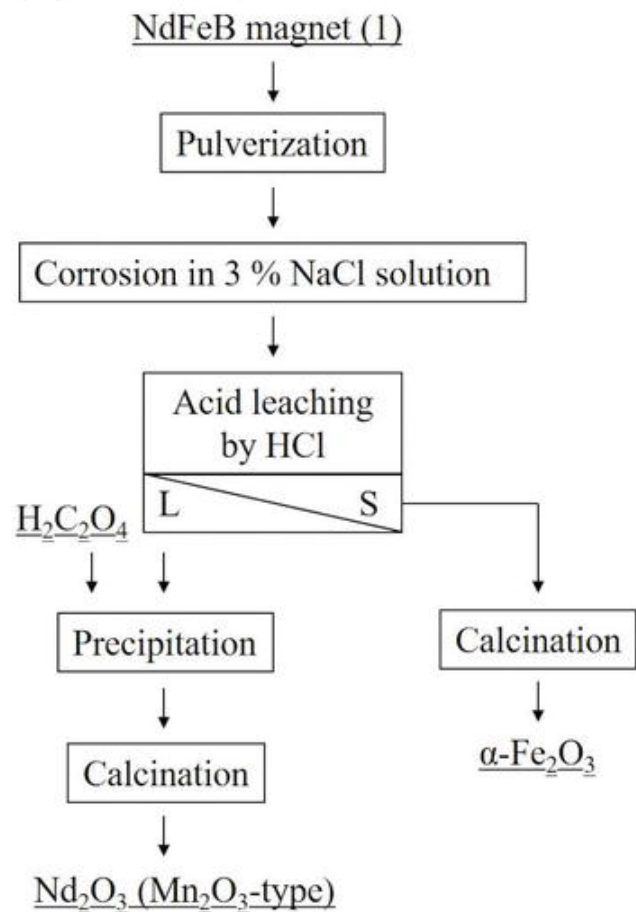 NdFeB magnet (1)
Pulverization
Corrosion in 3 % NaCl solution
Acid leaching
by HCl
L S
H₂C₂O₄
Precipitation
Calcination
Calcination
α-Fe₂O₃
Nd₂O₃ (Mn₂O₃-type)